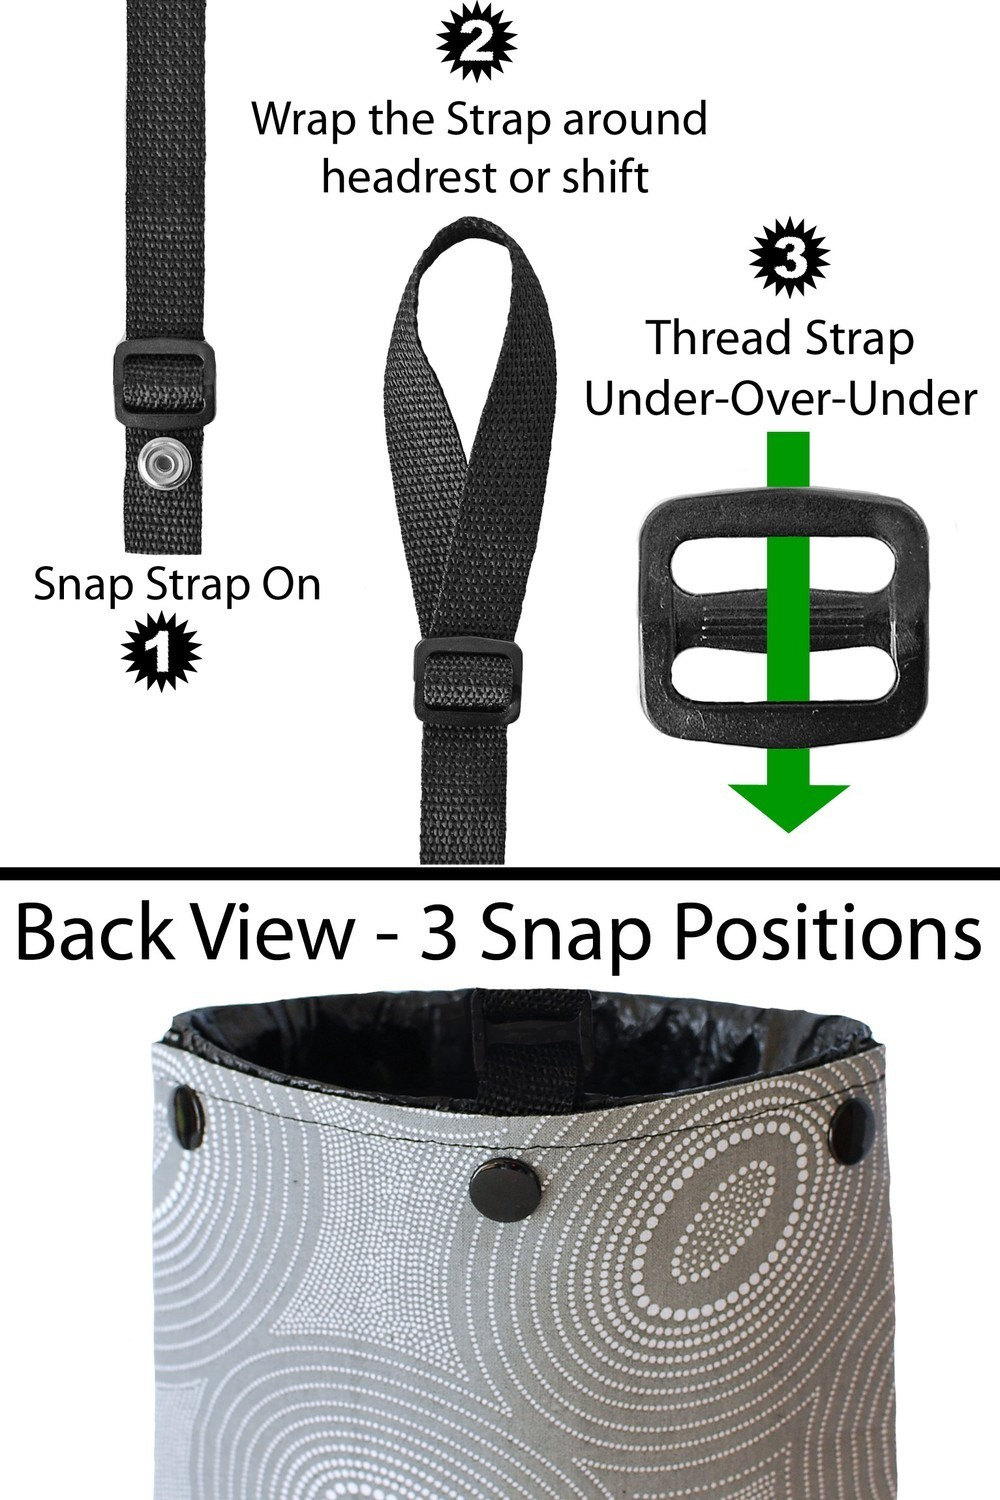 2
Wrap the Strap around
headrest or shift
3
Thread Strap
Under-Over-Under
Snap Strap On
1
Back View - 3 Snap Positions